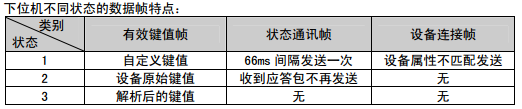 下位机不同状态的数据帧特点：
类别
状态 有效键值帧 状态通讯帧 设备连接帧
1 自定义键值 66ms 间隔发送一次 设备属性不匹配发送
2 设备原始键值 收到应答包不再发送 无
3 解析后的键值 无 无